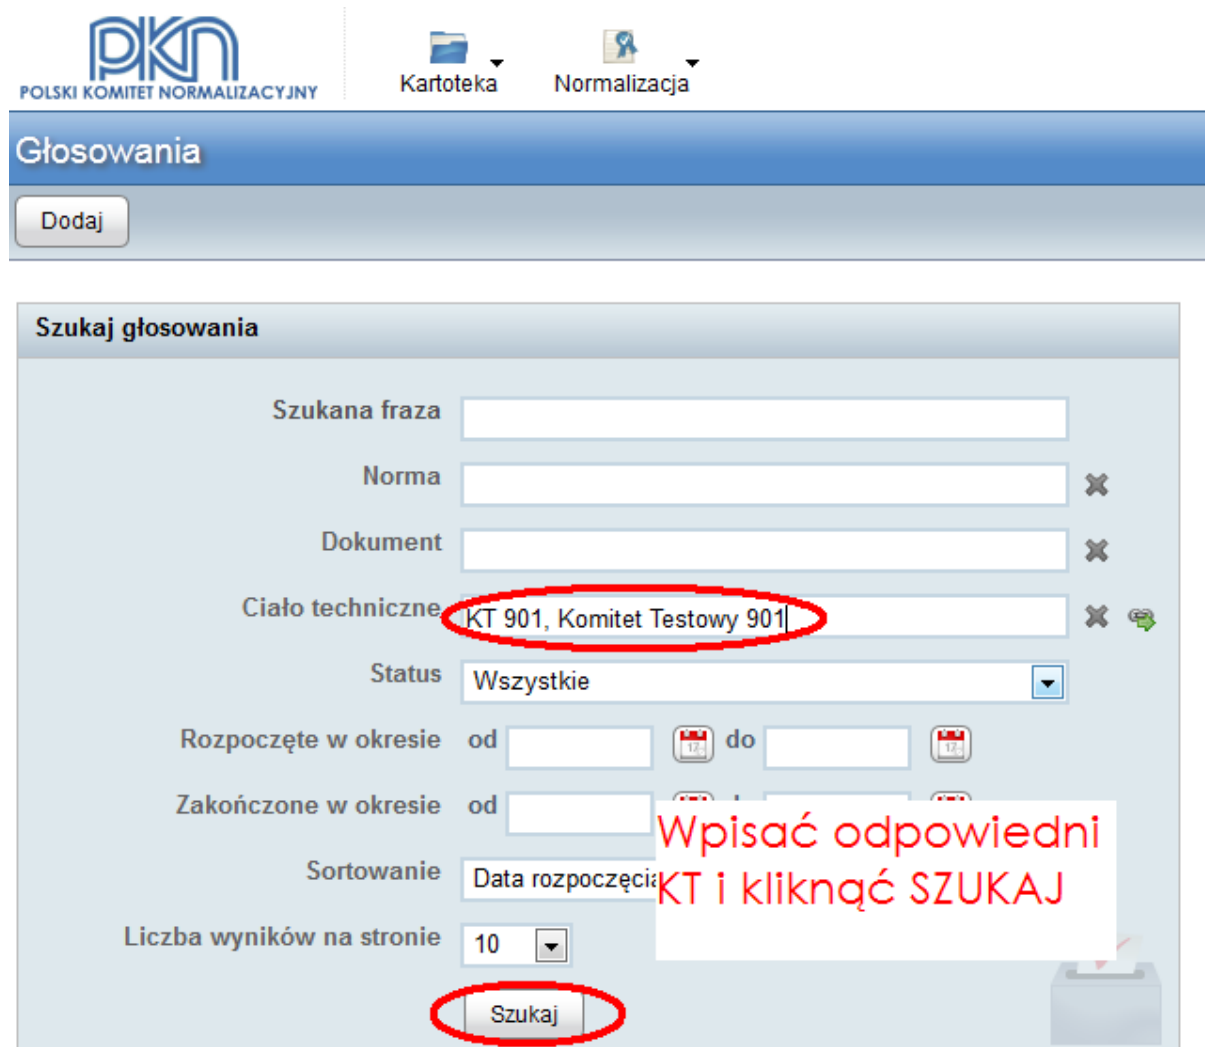 pkn
POLSKI KOMITET NORMALIZACYJNY
Kartoteka
Normalizacja
Głosowania
Dodaj
Szukaj głosowania
Szukana fraza
Norma
Dokument
Ciało techniczne KT 901, Komitet Testowy 901
Status Wszystkie
Rozpoczęte w okresie od do
Zakończone w okresie od
Sortowanie Data rozpoczęcia
Liczba wyników na stronie 10
Wpisać odpowiedni
KT i kliknąć SZUKAJ
Szukaj